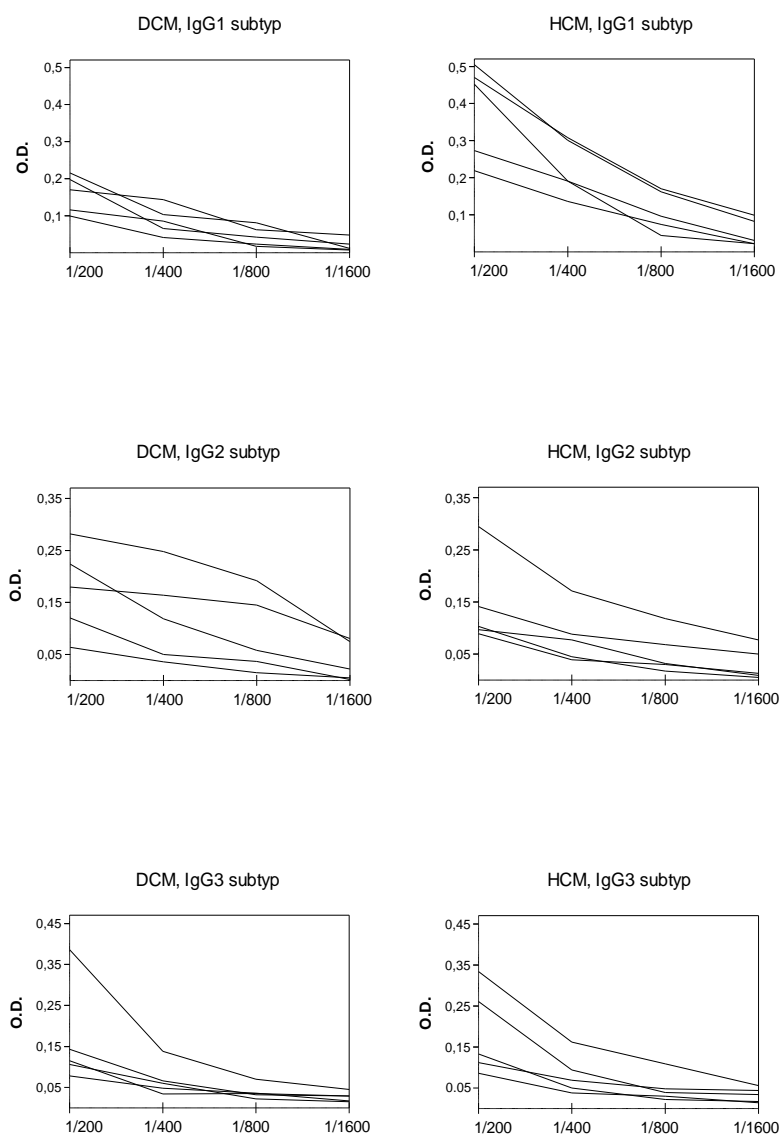 DCM, IgG1 subtyp
O.D.
0,5
0,4
0,3
0,2
0,1
1/200 1/400 1/800 1/1600
HCM, IgG1 subtyp
O.D.
0,5
0,4
0,3
0,2
0,1
1/200 1/400 1/800 1/1600
DCM, IgG2 subtyp
O.D.
0,35
0,25
0,15
0,05
1/200 1/400 1/800 1/1600
HCM, IgG2 subtyp
O.D.
0,35
0,25
0,15
0,05
1/200 1/400 1/800 1/1600
DCM, IgG3 subtyp
O.D.
0,45
0,35
0,25
0,15
0,05
1/200 1/400 1/800 1/1600
HCM, IgG3 subtyp
O.D.
0,45
0,35
0,25
0,15
0,05
1/200 1/400 1/800 1/1600